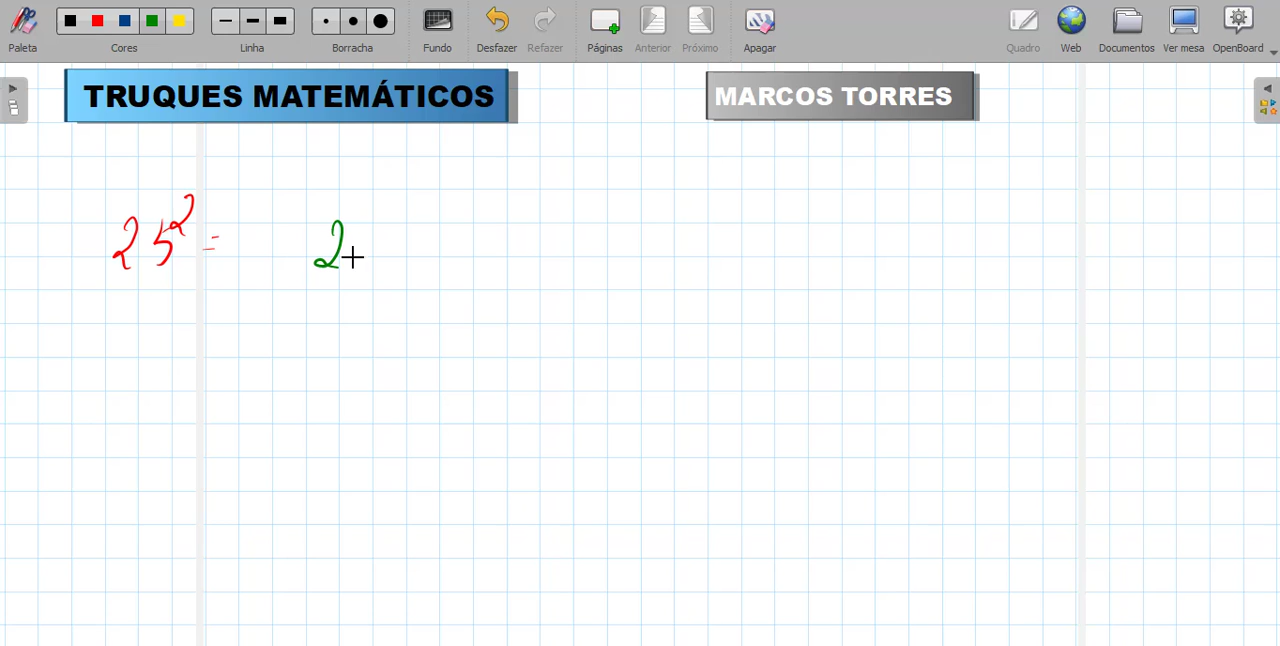 Paleta Cores Linha Borracha Fundo Desfazer Refazer Páginas Anterior Próximo Apagar Quadro Web Documentos Ver mesa OpenBoard
TRUQUES MATEMÁTICOS MARCOS TORRES
25² = 2